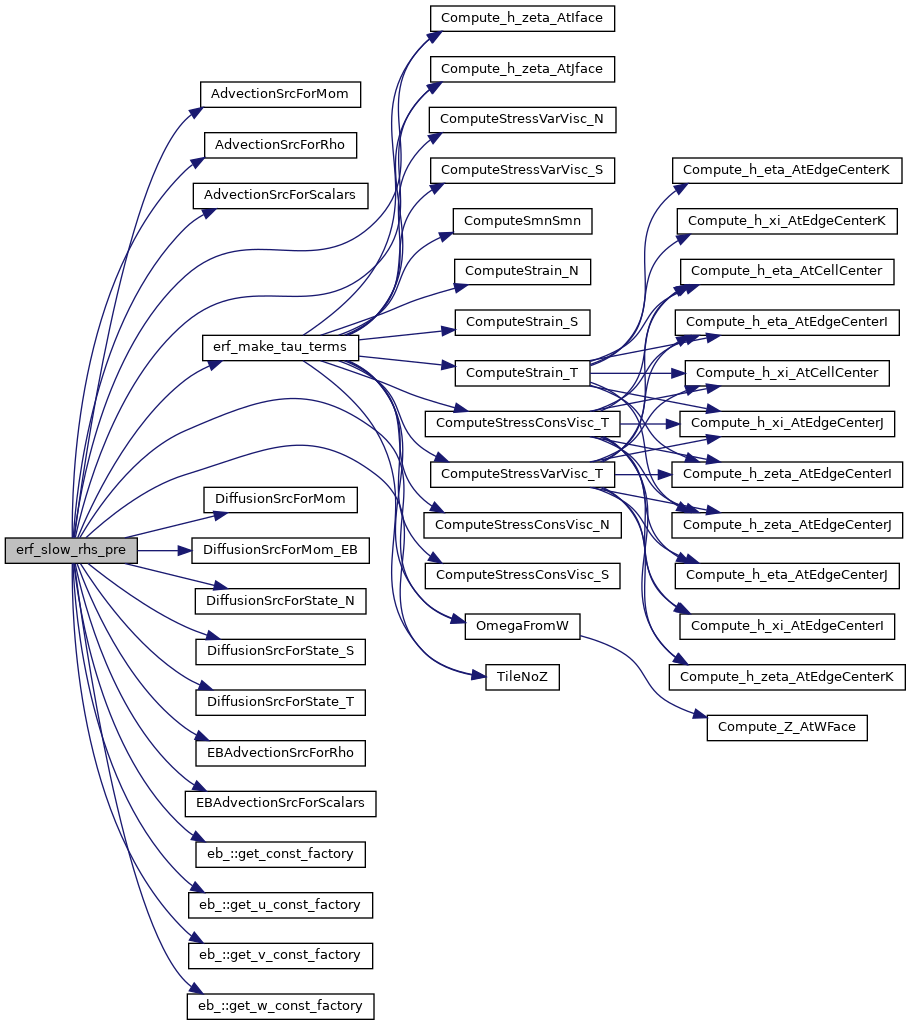 erf_slow_rhs_pre
AdvectionSrcForMom
AdvectionSrcForRho
AdvectionSrcForScalars
erf_make_tau_terms
DiffusionSrcForMom
DiffusionSrcForMom_EB
DiffusionSrcForState_N
DiffusionSrcForState_S
DiffusionSrcForState_T
EBAdvectionSrcForRho
EBAdvectionSrcForScalars
eb_::get_const_factory
eb_::get_u_const_factory
eb_::get_v_const_factory
eb_::get_w_const_factory
Compute_h_zeta_AtIface
Compute_h_zeta_AtJface
ComputeStressVarVisc_N
ComputeStressVarVisc_S
ComputeSmnSmn
ComputeStrain_N
ComputeStrain_S
ComputeStrain_T
ComputeStressConsVisc_T
ComputeStressVarVisc_T
ComputeStressConsVisc_N
ComputeStressConsVisc_S
OmegaFromW
TileNoZ
Compute_h_eta_AtEdgeCenterK
Compute_h_xi_AtEdgeCenterK
Compute_h_eta_AtCellCenter
Compute_h_eta_AtEdgeCenterI
Compute_h_xi_AtCellCenter
Compute_h_xi_AtEdgeCenterJ
Compute_h_zeta_AtEdgeCenterI
Compute_h_zeta_AtEdgeCenterJ
Compute_h_eta_AtEdgeCenterJ
Compute_h_xi_AtEdgeCenterI
Compute_h_zeta_AtEdgeCenterK
Compute_Z_AtWFace